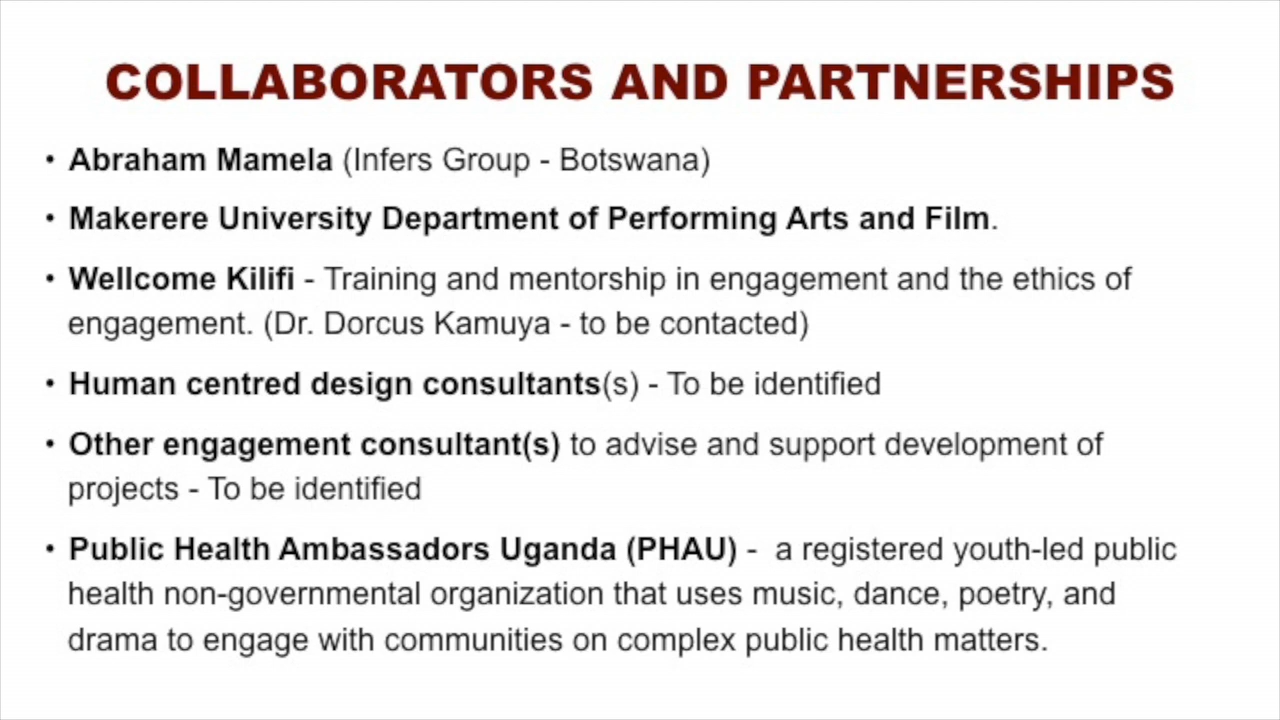 COLLABORATORS AND PARTNERSHIPS
• Abraham Mamela (Infers Group - Botswana)
• Makerere University Department of Performing Arts and Film.
• Wellcome Kilifi - Training and mentorship in engagement and the ethics of
engagement. (Dr. Dorcus Kamuya - to be contacted)
• Human centred design consultants(s) - To be identified
• Other engagement consultant(s) to advise and support development of
projects - To be identified
• Public Health Ambassadors Uganda (PHAU) - a registered youth-led public
health non-governmental organization that uses music, dance, poetry, and
drama to engage with communities on complex public health matters.